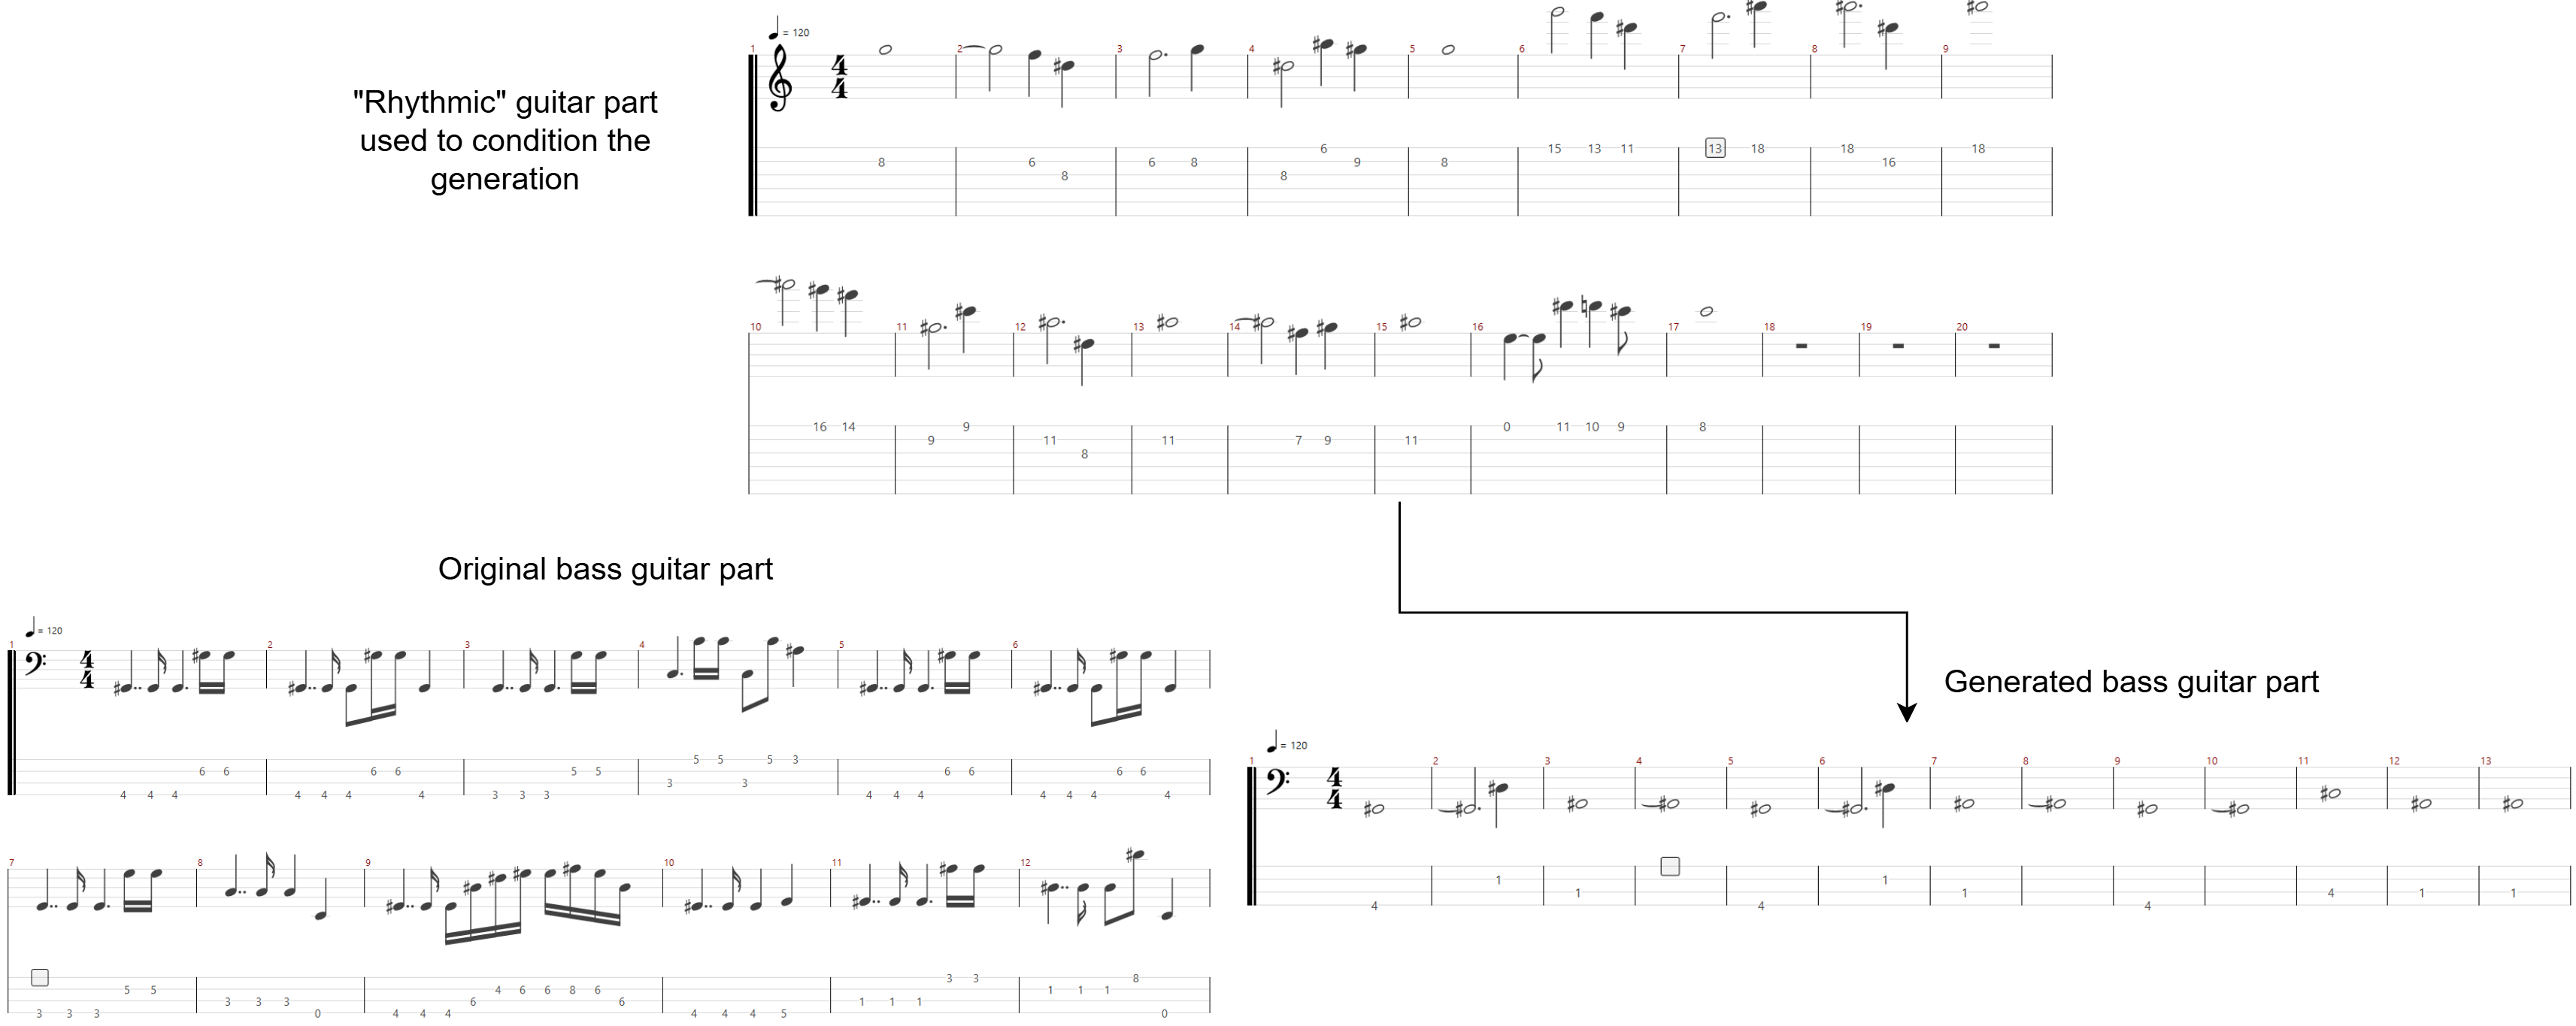 = 120
1 2 3 4 5 6 7 8 9
4
4
"Rhythmic" guitar part
used to condition the
generation
15 13 11 13 18 18 18
6 6
8 6 6 8 9 8 16
8 8
10 11 12 13 14 15 16 17 18 19 20
16 14 9 0 11 10 9 8
9 11 11 7 9 11
8
Original bass guitar part
= 120
1 2 3 4 5 6
4
4
5 5 5 3
6 6 6 6 5 5 6 6 6 6
3 3
4 4 4 4 4 4 4 3 3 3 4 4 4 4 4 4 4
7 8 9 10 11 12
3 3 8
5 5 4 6 6 8 6 1 1 1
3 3 3 6 6 1 1 1
3 3 3 0 4 4 4 4 4 4 5 0
Generated bass guitar part
= 120
1 2 3 4 5 6 7 8 9 10 11 12 13
4
4
1 1
1 1 4 1 1
4 4 4